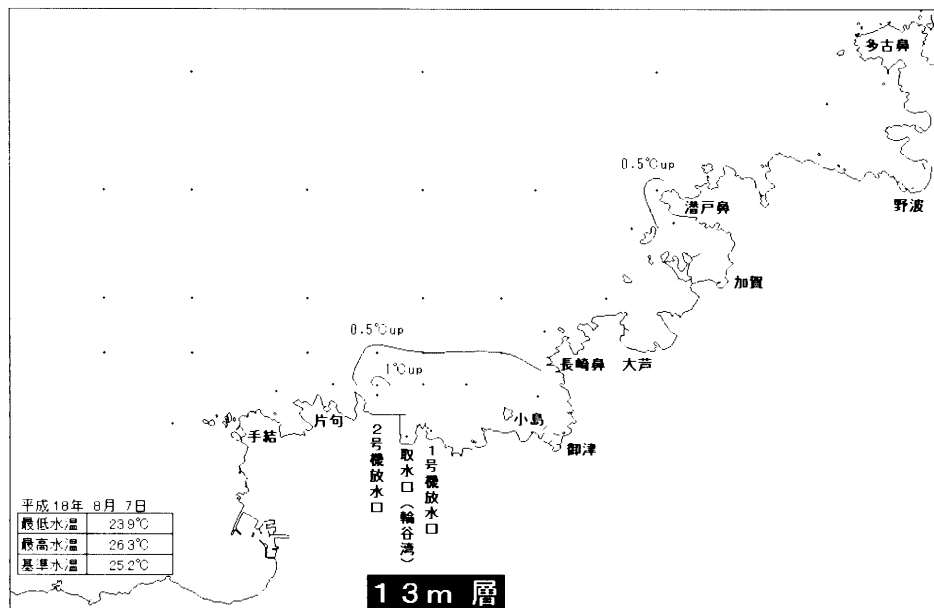 多古鼻
0.5℃up
潜戸鼻
野波
加賀
0.5℃up
1℃up
長崎鼻
大芦
小島
片句
手結
御津
2号機放水口
取水口（輪谷湾）
1号機放水口
平成18年 8月 7日
最低水温 23.9℃
最高水温 26.3℃
基準水温 25.2℃
13m 層